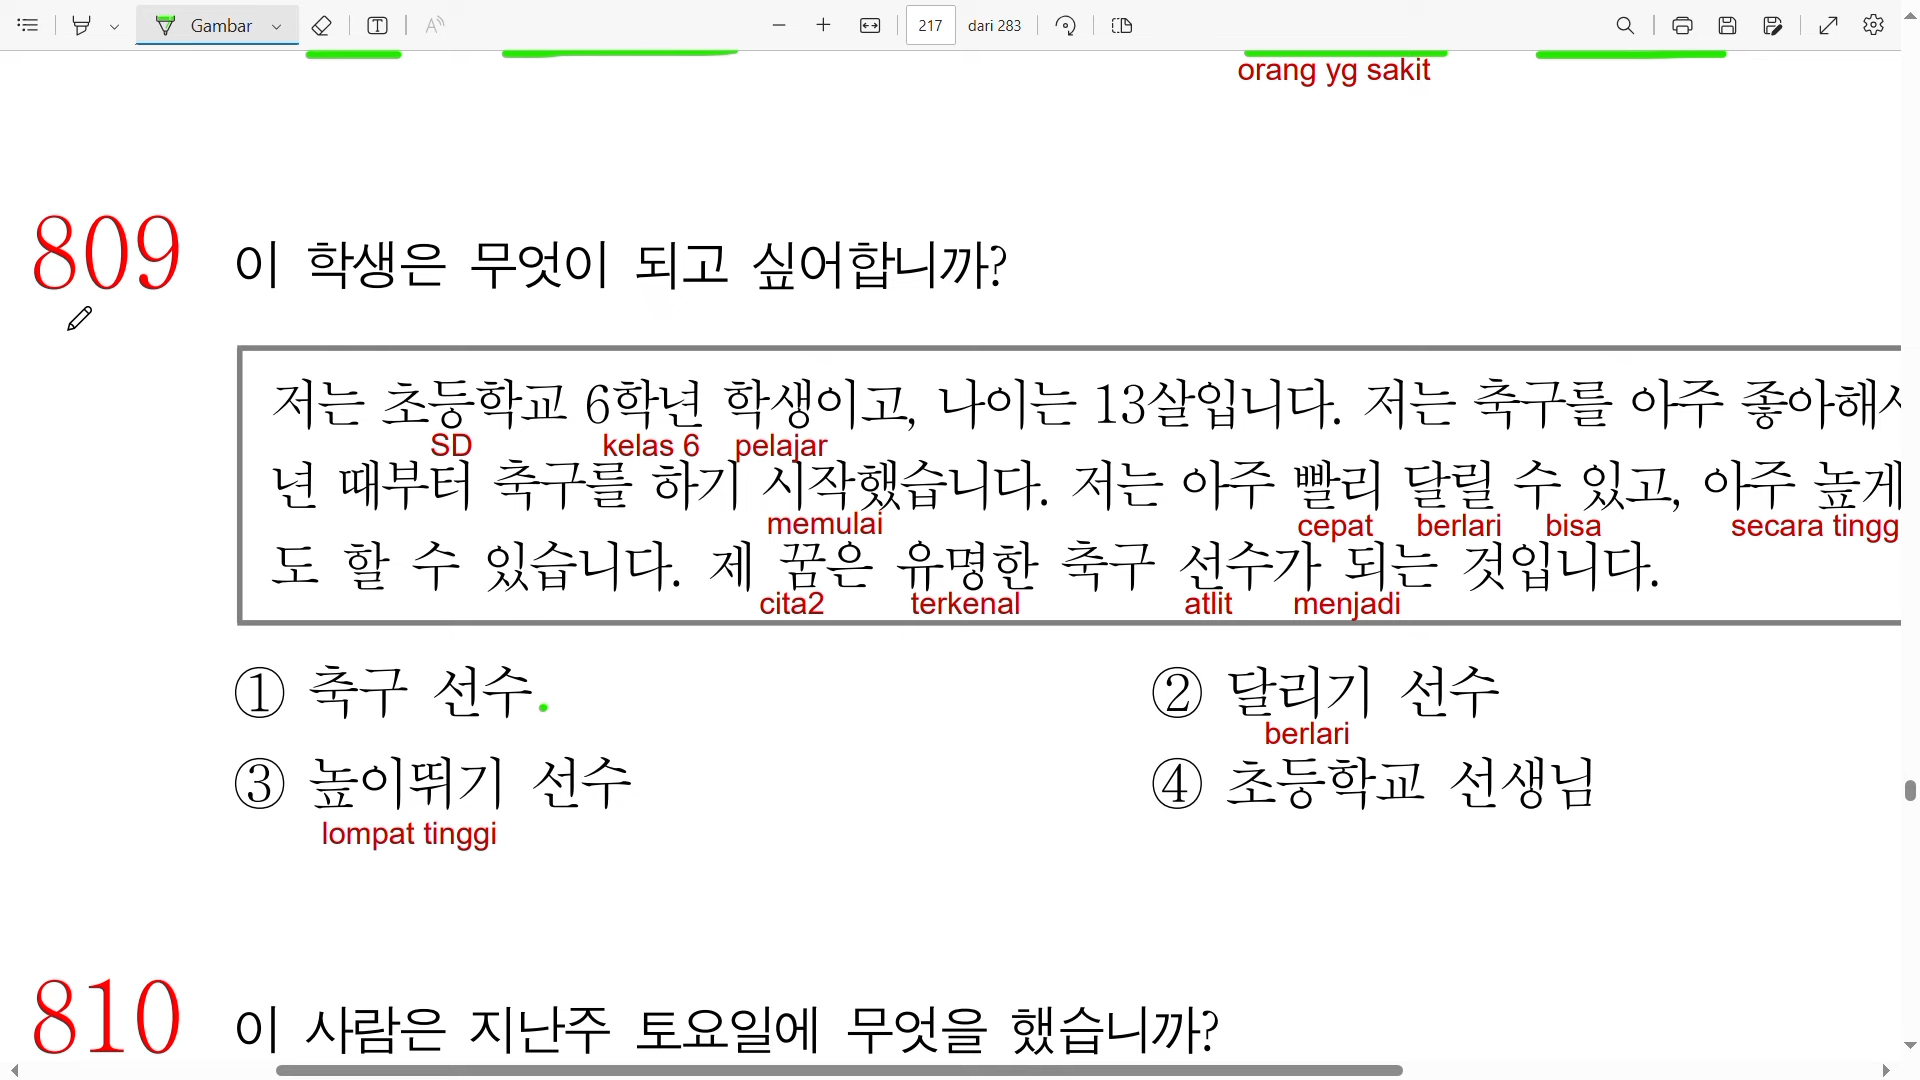 Gambar
217 dari 283
orang yg sakit
809 이 학생은 무엇이 되고 싶어합니까?
저는 초등학교 6학년 학생이고, 나이는 13살입니다. 저는 축구를 아주 좋아해
SD kelas 6 pelajar
년 때부터 축구를 하기 시작했습니다. 저는 아주 빨리 달릴 수 있고, 아주 높게
memulai cepat berlari bisa secara tingg
도 할 수 있습니다. 제 꿈은 유명한 축구 선수가 되는 것입니다.
cita2 terkenal atlit menjadi
① 축구 선수 ② 달리기 선수
berlari
③ 높이뛰기 선수 ④ 초등학교 선생님
lompat tinggi
810 이 사람은 지난주 토요일에 무엇을 했습니까?